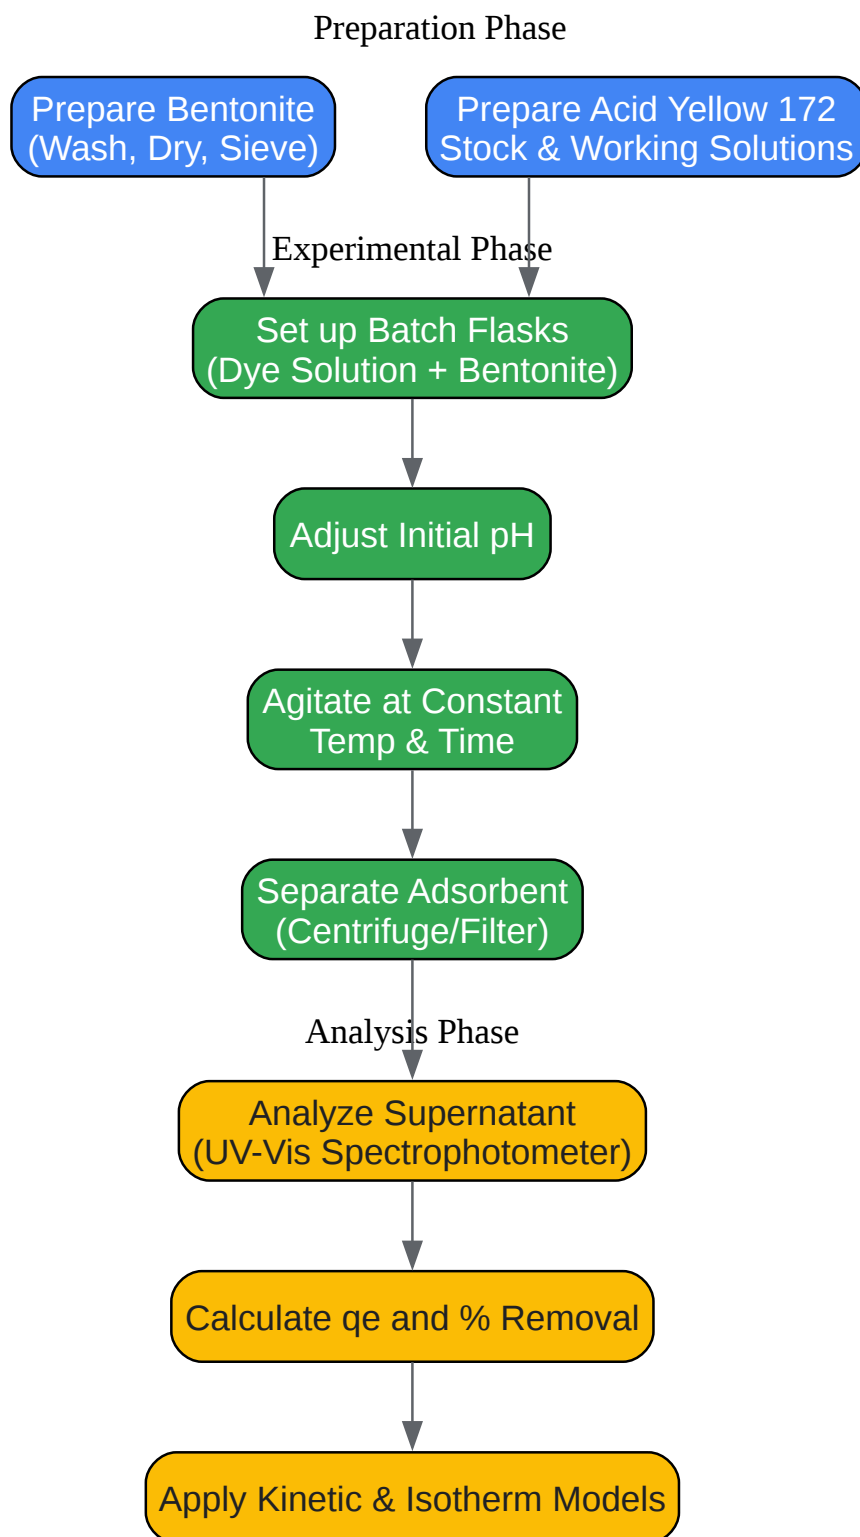 Preparation Phase
Prepare Bentonite
(Wash, Dry, Sieve)
Prepare Acid Yellow 172
Stock & Working Solutions
Experimental Phase
Set up Batch Flasks
(Dye Solution + Bentonite)
Adjust Initial pH
Agitate at Constant
Temp & Time
Separate Adsorbent
(Centrifuge/Filter)
Analysis Phase
Analyze Supernatant
(UV-Vis Spectrophotometer)
Calculate qe and % Removal
Apply Kinetic & Isotherm Models